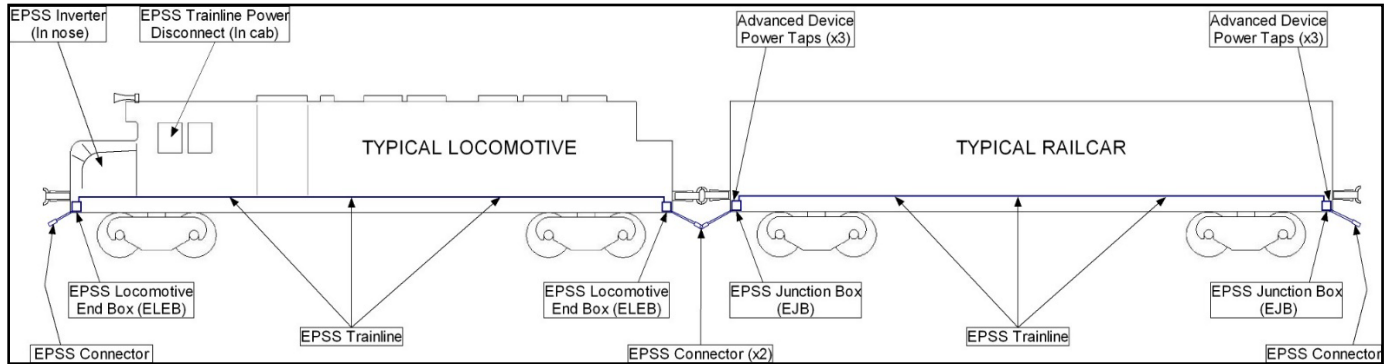 EPSS Inverter
(In nose)
EPSS Trainline Power
Disconnect (In cab)
Advanced Device
Power Taps (x3)
Advanced Device
Power Taps (x3)
TYPICAL LOCOMOTIVE
TYPICAL RAILCAR
EPSS Locomotive
End Box (ELEB)
EPSS Locomotive
End Box (ELEB)
EPSS Junction Box
(EJB)
EPSS Junction Box
(EJB)
EPSS Connector
EPSS Trainline
EPSS Connector (x2)
EPSS Trainline
EPSS Connector